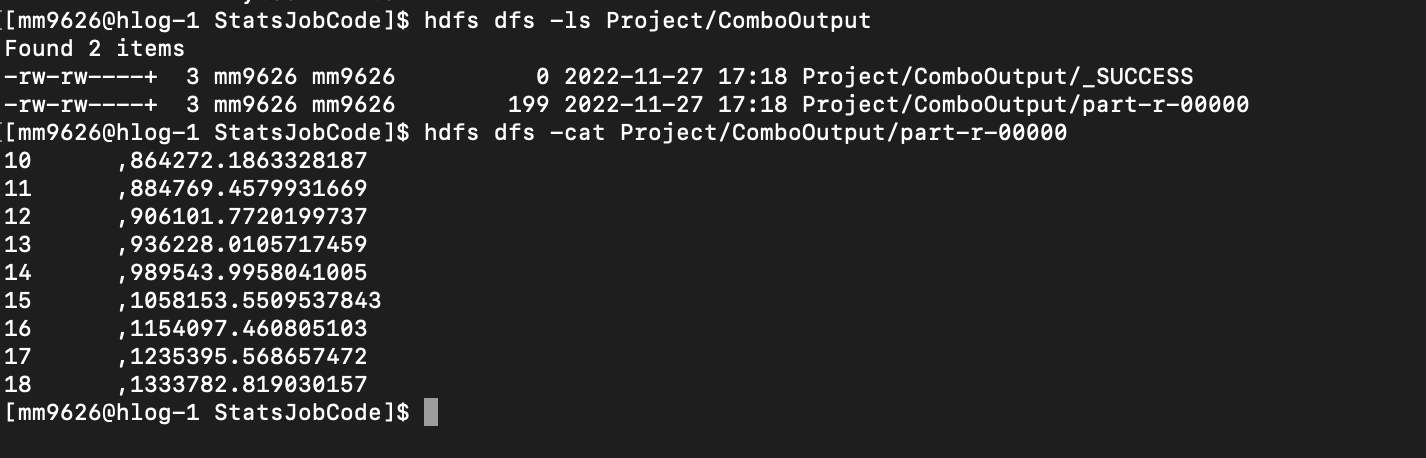 [mm9626@hlog-1 StatsJobCode]$ hdfs dfs -ls Project/ComboOutput
Found 2 items
-rw-rw----+  3 mm9626 mm9626          0 2022-11-27 17:18 Project/ComboOutput/_SUCCESS
-rw-rw----+  3 mm9626 mm9626        199 2022-11-27 17:18 Project/ComboOutput/part-r-00000
[mm9626@hlog-1 StatsJobCode]$ hdfs dfs -cat Project/ComboOutput/part-r-00000
10      ,864272.1863328187
11      ,884769.4579931669
12      ,906101.7720199737
13      ,936228.0105717459
14      ,989543.9958041005
15      ,1058153.5509537843
16      ,1154097.460805103
17      ,1235395.568657472
18      ,1333782.819030157
[mm9626@hlog-1 StatsJobCode]$